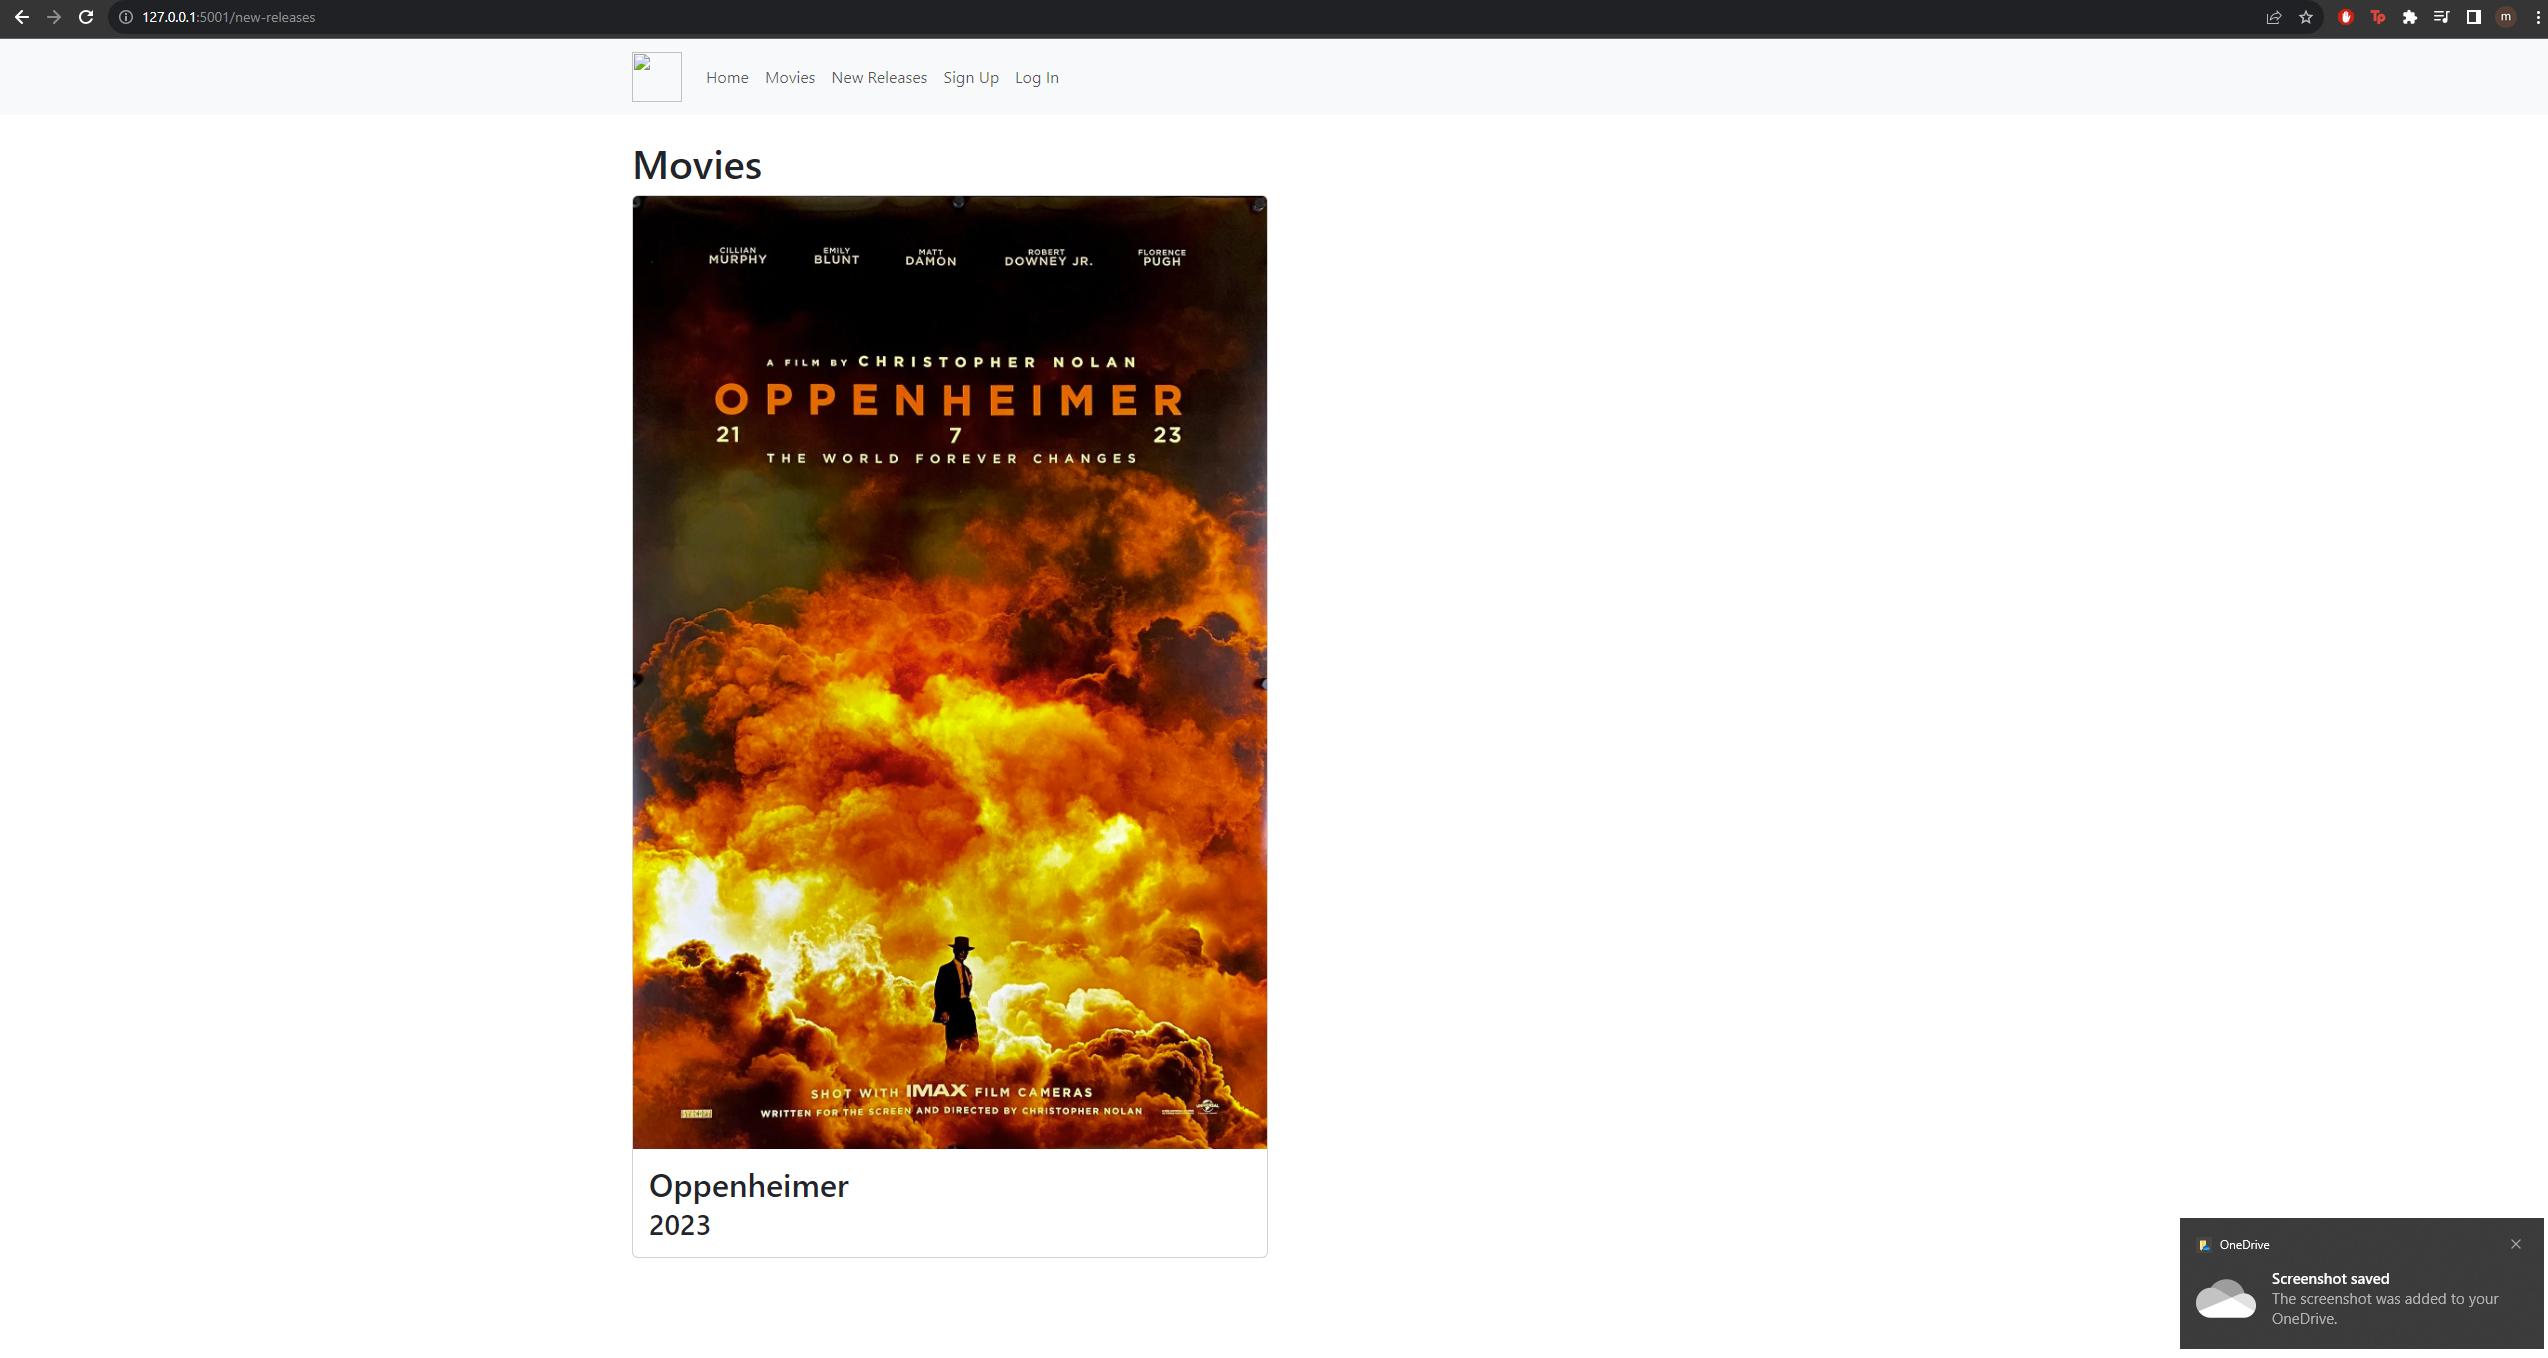 127.0.0.1:5001/new-releases
Tp
m
Home Movies New Releases Sign Up Log In
Movies
CILLIAN MURPHY EMILY BLUNT MATT DAMON ROBERT DOWNEY JR. FLORENCE PUGH
A FILM BY CHRISTOPHER NOLAN
OPPENHEIMER
21 7 23
THE WORLD FOREVER CHANGES
SHOT WITH IMAX FILM CAMERAS
WRITTEN FOR THE SCREEN AND DIRECTED BY CHRISTOPHER NOLAN
UNIVERSAL
Oppenheimer
2023
OneDrive
Screenshot saved
The screenshot was added to your
OneDrive.